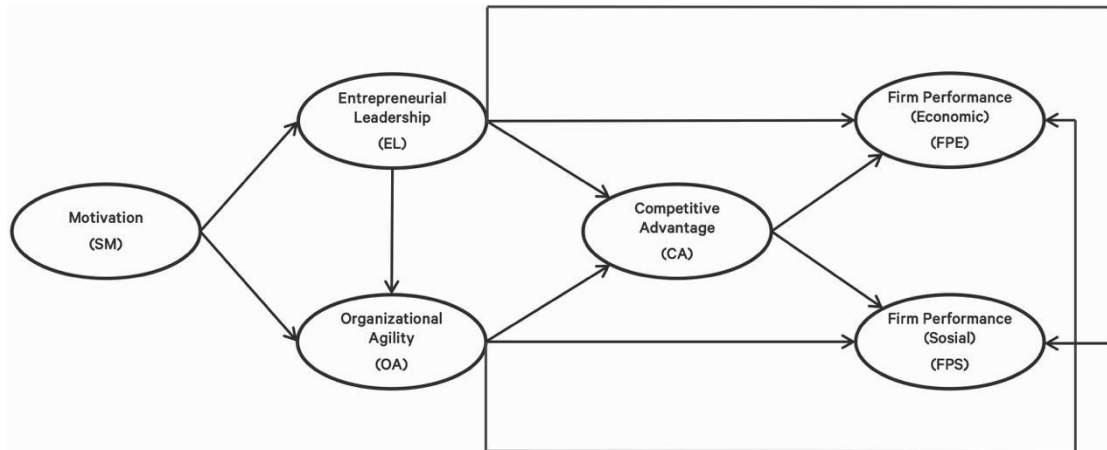 Entrepreneurial
Leadership
(EL)
Firm Performance
(Economic)
(FPE)
Motivation
(SM)
Competitive
Advantage
(CA)
Organizational
Agility
(OA)
Firm Performance
(Sosial)
(FPS)